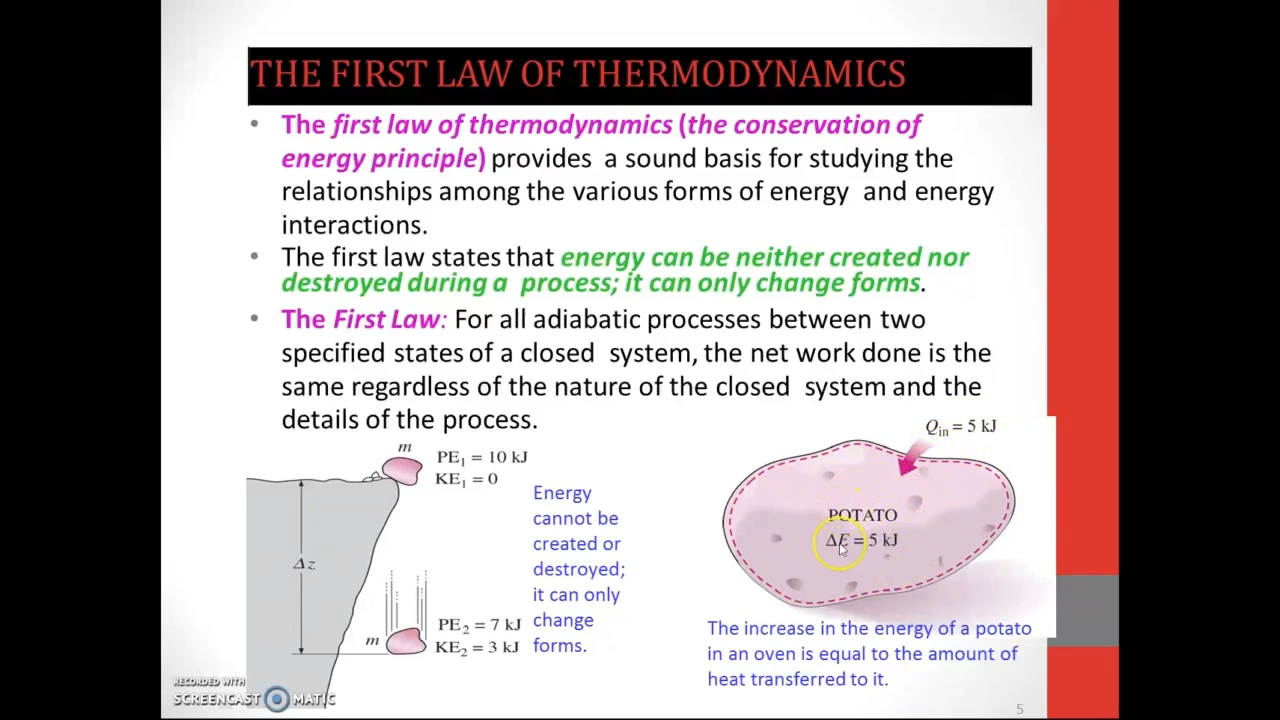 THE FIRST LAW OF THERMODYNAMICS
• The first law of thermodynamics (the conservation of
energy principle) provides a sound basis for studying the
relationships among the various forms of energy and energy
interactions.
• The first law states that energy can be neither created nor
destroyed during a process; it can only change forms.
• The First Law: For all adiabatic processes between two
specified states of a closed system, the net work done is the
same regardless of the nature of the closed system and the
details of the process.
m
PE1 = 10 kJ
KE1 = 0
Δz
m
PE2 = 7 kJ
KE2 = 3 kJ
Energy
cannot be
created or
destroyed;
it can only
change
forms.
Qin = 5 kJ
POTATO
ΔE = 5 kJ
The increase in the energy of a potato
in an oven is equal to the amount of
heat transferred to it.
RECORDED WITH
SCREENCAST MATIC
5